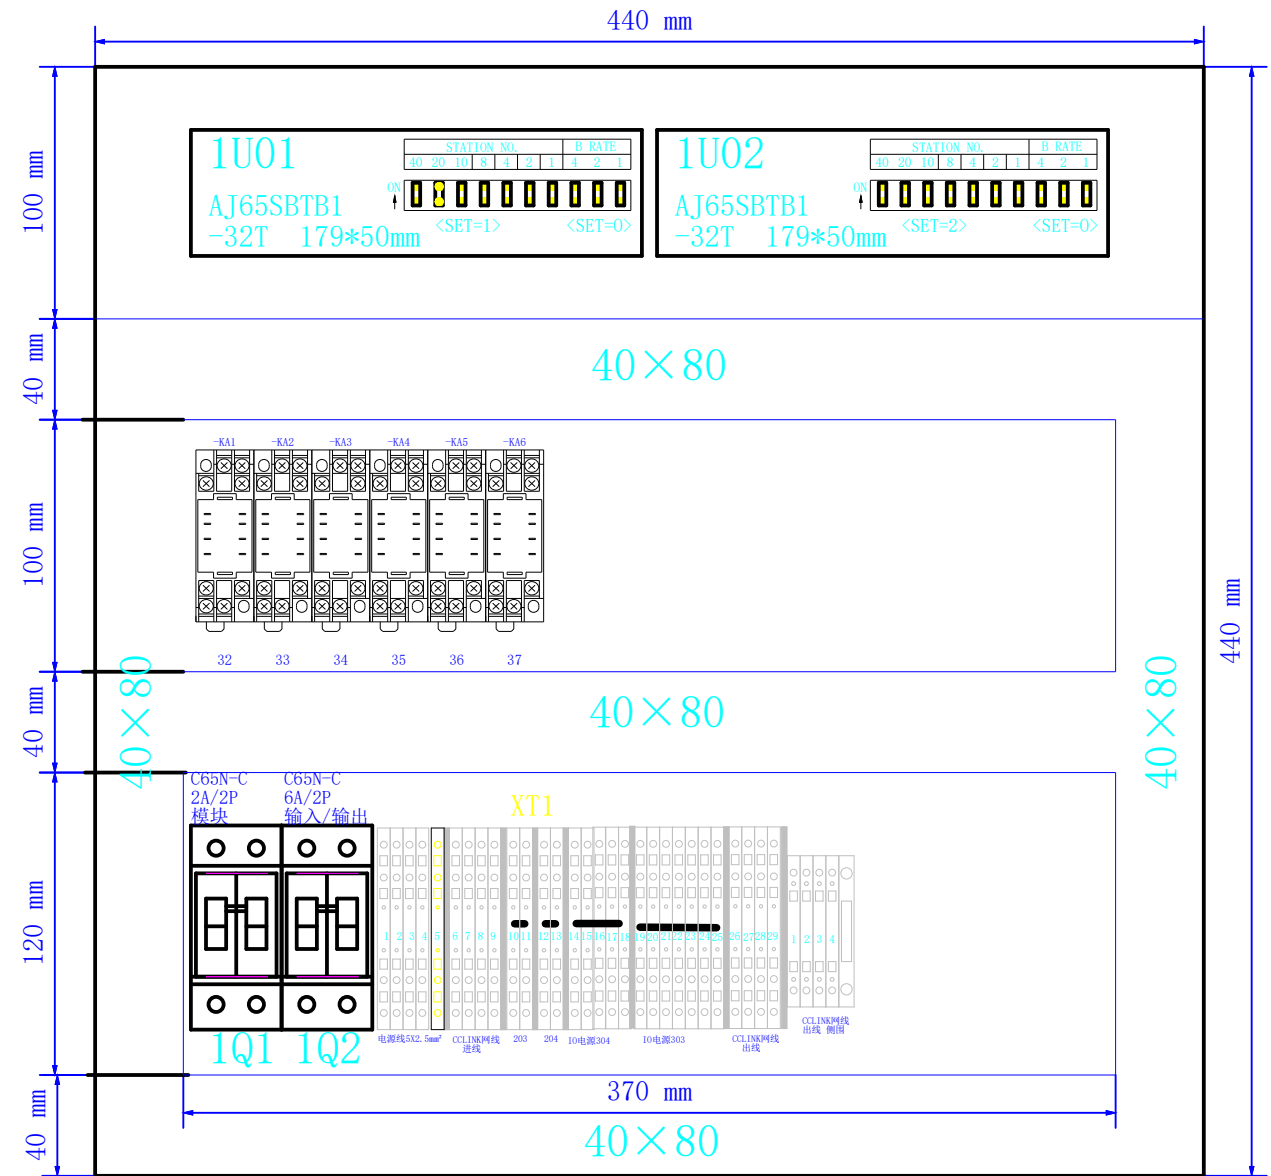 440 mm
100 mm
40 mm
100 mm
40 mm
120 mm
40 mm
440 mm
1U01
STATION NO. B RATE
40 20 10 8 4 2 1 4 2 1
ON
AJ65SBTB1
<SET=1> <SET=0>
-32T 179*50mm
1U02
STATION NO. B RATE
40 20 10 8 4 2 1 4 2 1
ON
AJ65SBTB1
<SET=2> <SET=0>
-32T 179*50mm
40×80
-KA1 -KA2 -KA3 -KA4 -KA5 -KA6
32 33 34 35 36 37
40×80
40×80
40×80
C65N-C
2A/2P
模块
C65N-C
6A/2P
输入/输出
XT1
1 2 3 4 5 6 7 8 9 10 11 12 13 14 15 16 17 18 19 20 21 22 23 24 25 26 27 28 29
1 2 3 4
电源线5X2.5mm²
CCLINK网线
进线
203
204
IO电源304
IO电源303
CCLINK网线
出线
CCLINK网线
出线 侧围
1Q1 1Q2
370 mm
40×80